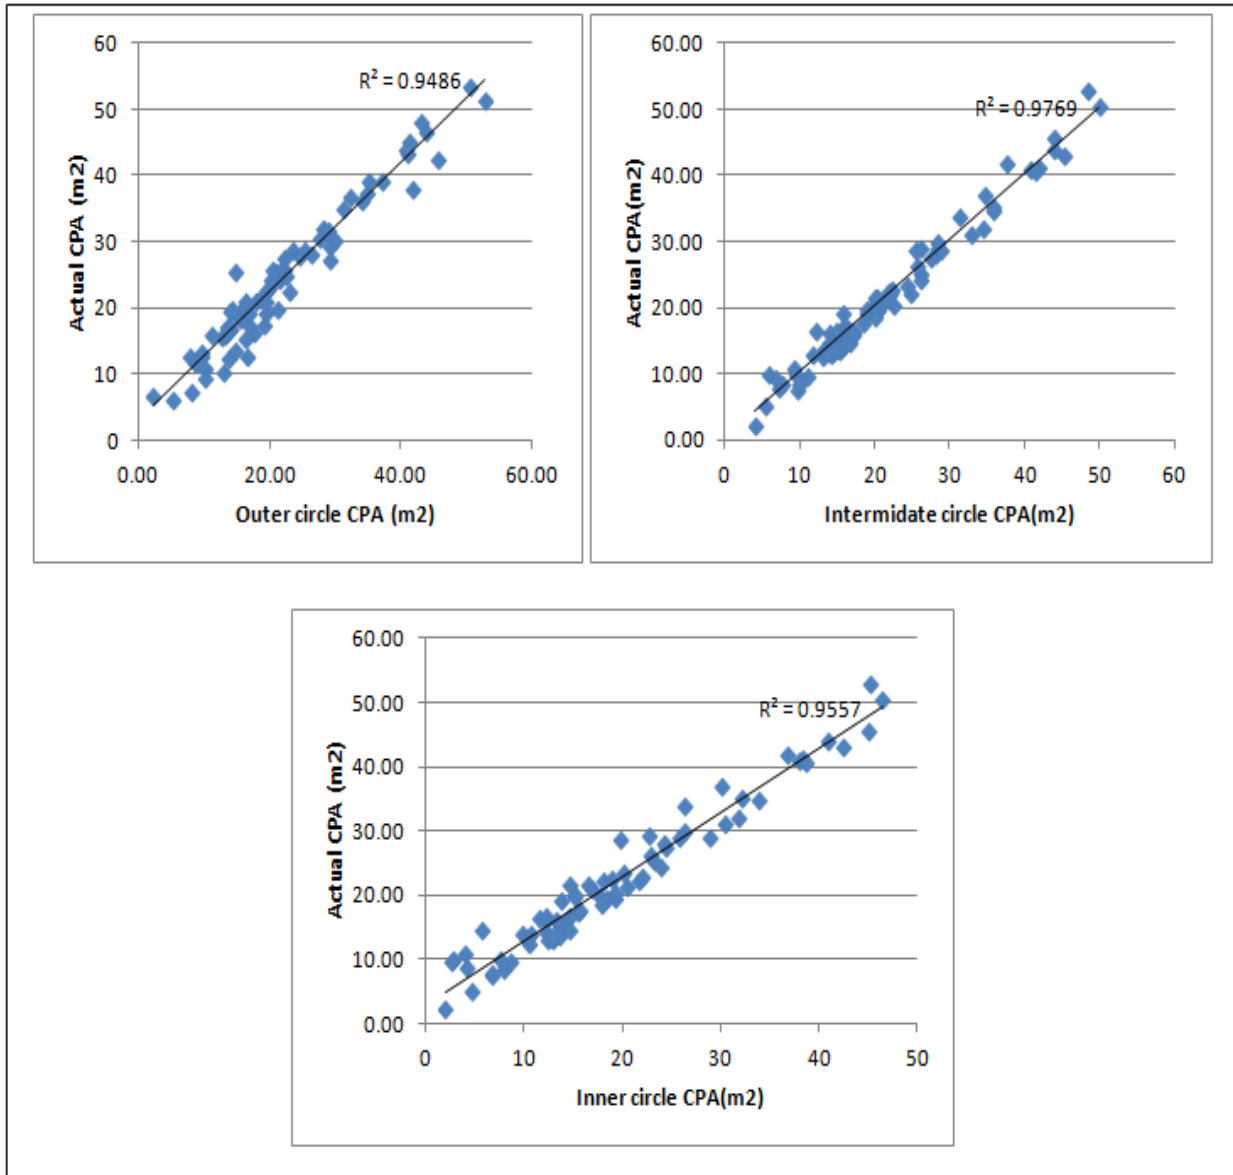 60
50
40
30
20
10
0
0.00 20.00 40.00 60.00
R² = 0.9486
Actual CPA (m2)
Outer circle CPA (m2)
60.00
50.00
40.00
30.00
20.00
10.00
0.00
0 10 20 30 40 50 60
R² = 0.9769
Actual CPA(m2)
Intermidate circle CPA(m2)
60.00
50.00
40.00
30.00
20.00
10.00
0.00
0 10 20 30 40 50
R² = 0.9557
Actual CPA (m2)
Inner circle CPA(m2)